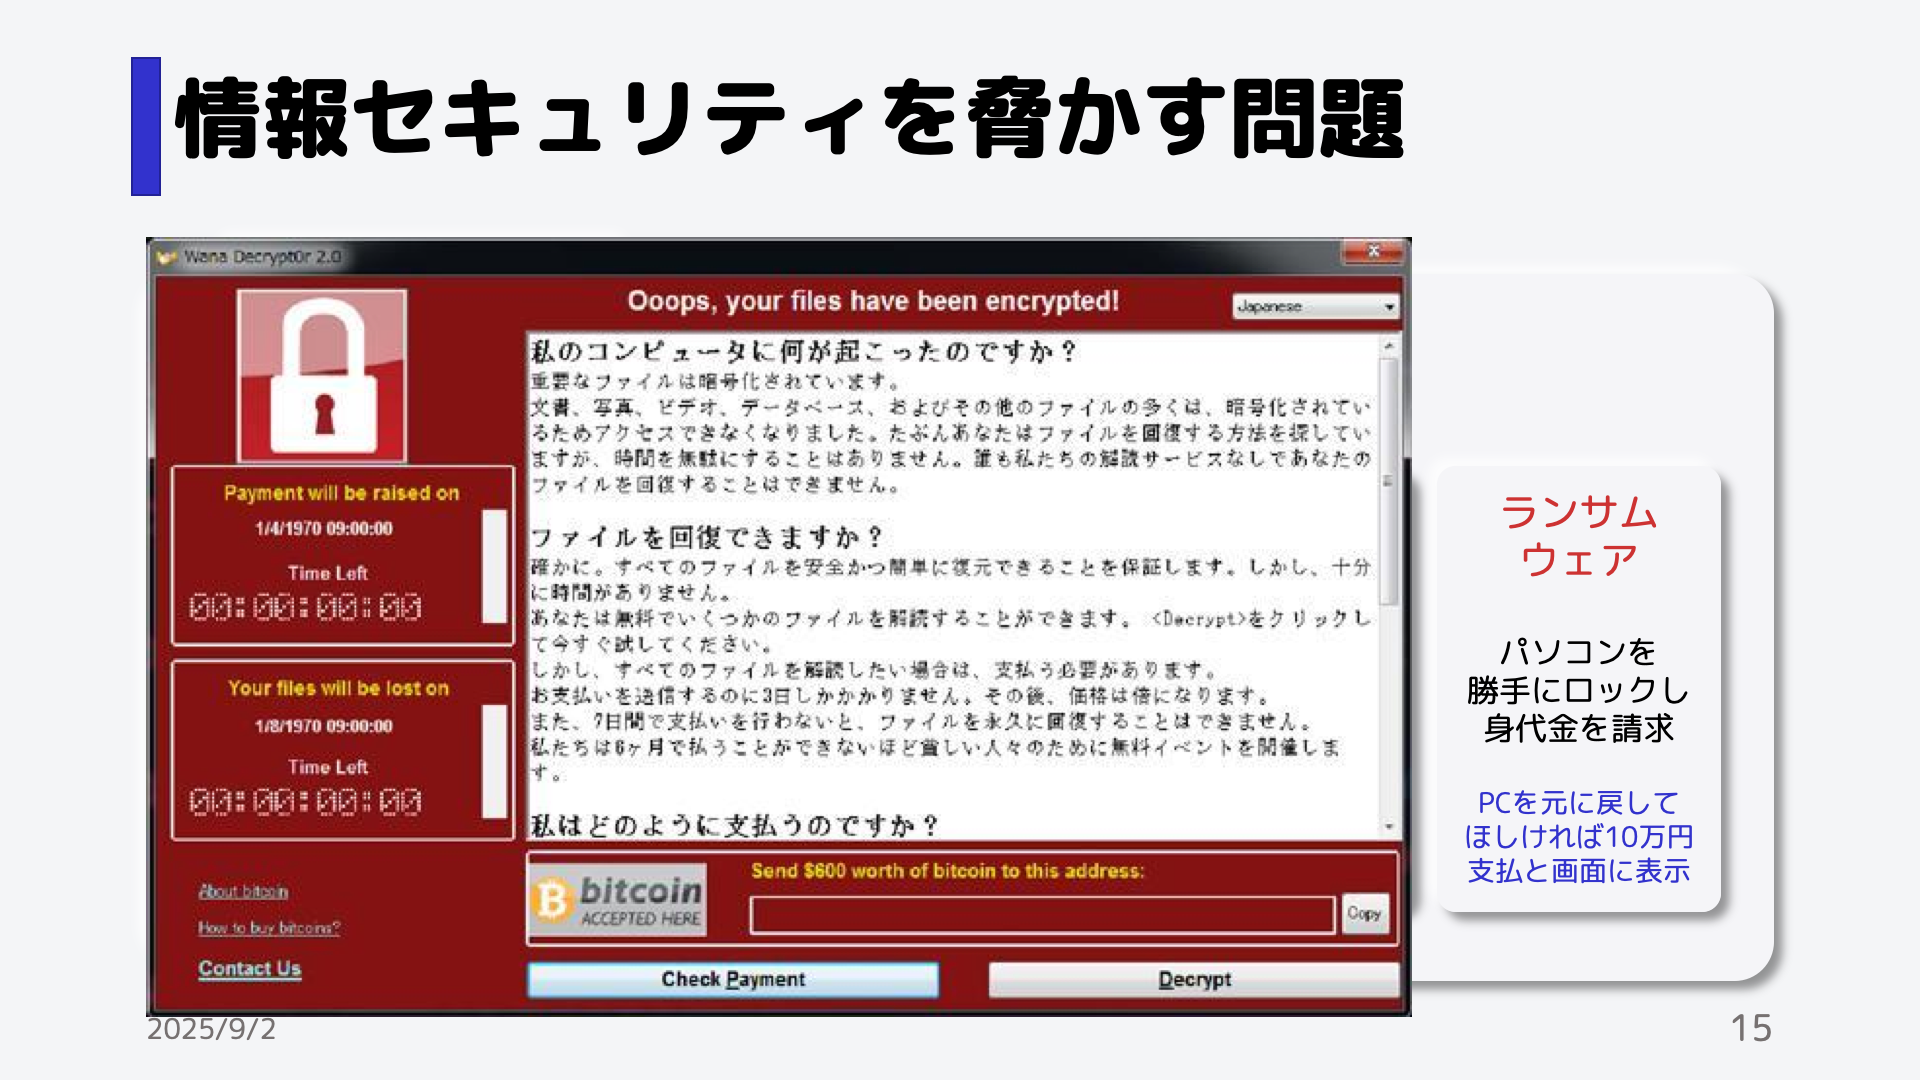 情報セキュリティを脅かす問題
Wana Decrypt0r 2.0
Ooops, your files have been encrypted!
Japanese
Payment will be raised on
1/4/1970 09:00:00
Time Left
00:00:00:00
Your files will be lost on
1/8/1970 09:00:00
Time Left
00:00:00:00
About bitcoin
How to buy bitcoins?
Contact Us
私のコンピュータに何が起こったのですか？
重要なファイルは暗号化されています。
文書、写真、ビデオ、データベース、およびその他のファイルの多くは、暗号化されてい
るためアクセスできなくなりました。たぶんあなたはファイルを回復する方法を探してい
ますが、時間を無駄にすることはありません。誰も私たちの解読サービスなしであなたの
ファイルを回復することはできません。
ファイルを回復できますか？
確かに。すべてのファイルを安全かつ簡単に復元できることを保証します。しかし、十分
に時間がありません。
あなたは無料でいくつかのファイルを解読することができます。 <Decrypt>をクリックし
て今すぐ試してください。
しかし、すべてのファイルを解読したい場合は、支払う必要があります。
お支払いを送信するのに3日しかかかりません。その後、価格は倍になります。
また、7日間で支払いを行わないと、ファイルを永久に回復することはできません。
私たちは6ヶ月で払うことができないほど貧しい人々のために無料イベントを開催しま
す。
私はどのように支払うのですか？
bitcoin
ACCEPTED HERE
Send $600 worth of bitcoin to this address:
Copy
Check Payment
Decrypt
ランサム
ウェア
パソコンを
勝手にロックし
身代金を請求
PCを元に戻して
ほしければ10万円
支払と画面に表示
2025/9/2
15